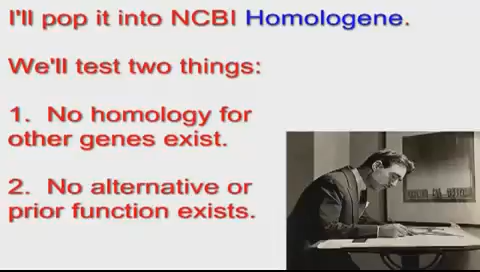 I'll pop it into NCBI Homologene.
We'll test two things:
1. No homology for
other genes exist.
2. No alternative or
prior function exists.